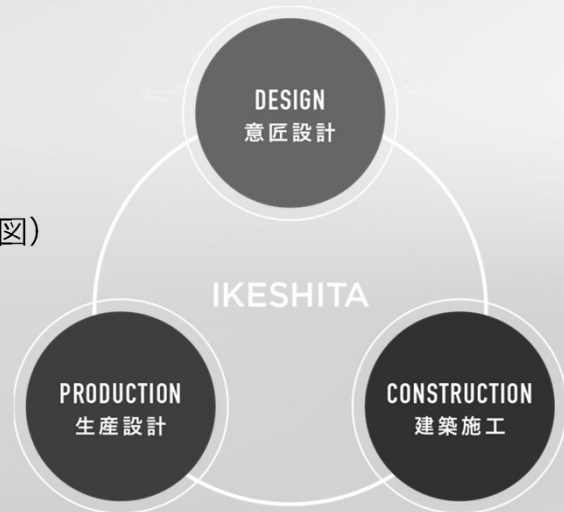 DESIGN
意匠設計
図）
IKESHITA
PRODUCTION
生産設計
CONSTRUCTION
建築施工